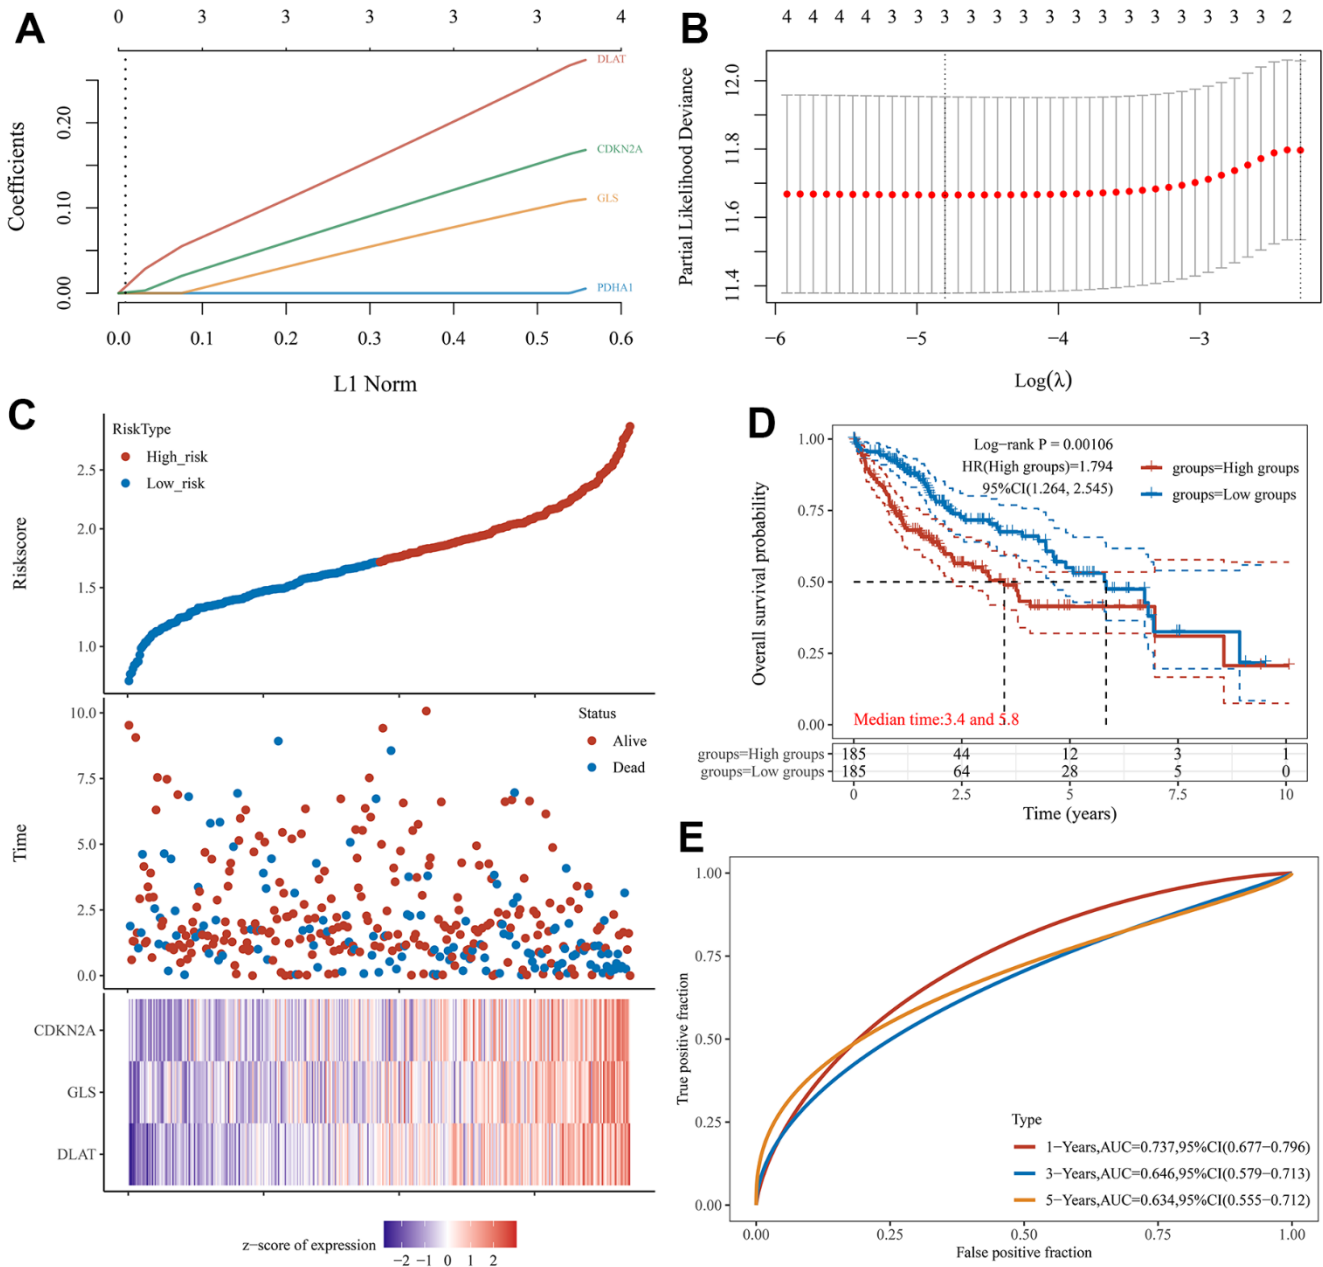 A
0 3 3 3 3 3 4
Coefficients
0.20
0.10
0.00
DLAT
CDKN2A
GLS
PDHA1
0.0 0.1 0.2 0.3 0.4 0.5 0.6
L1 Norm
B
4 4 4 4 3 3 3 3 3 3 3 3 3 3 3 3 3 3 3 2
Partial Likelihood Deviance
12.0
11.8
11.6
11.4
−6 −5 −4 −3
Log(λ)
C
RiskType
High_risk
Low_risk
Riskscore
2.5
2.0
1.5
1.0
Status
Alive
Dead
Time
10.0
7.5
5.0
2.5
0.0
CDKN2A
GLS
DLAT
z−score of expression
−2 −1 0 1 2
D
Log−rank P = 0.00106
HR(High groups)=1.794
95%CI(1.264, 2.545)
groups=High groups
groups=Low groups
Overall survival probability
1.00
0.75
0.50
0.25
0.00
Median time:3.4 and 5.8
groups=High groups 185 44 12 3 1
groups=Low groups 185 64 28 5 0
0 2.5 5 7.5 10
Time (years)
E
True positive fraction
1.00
0.75
0.50
0.25
0.00
Type
1−Years,AUC=0.737,95%CI(0.677−0.796)
3−Years,AUC=0.646,95%CI(0.579−0.713)
5−Years,AUC=0.634,95%CI(0.555−0.712)
0.00 0.25 0.50 0.75 1.00
False positive fraction